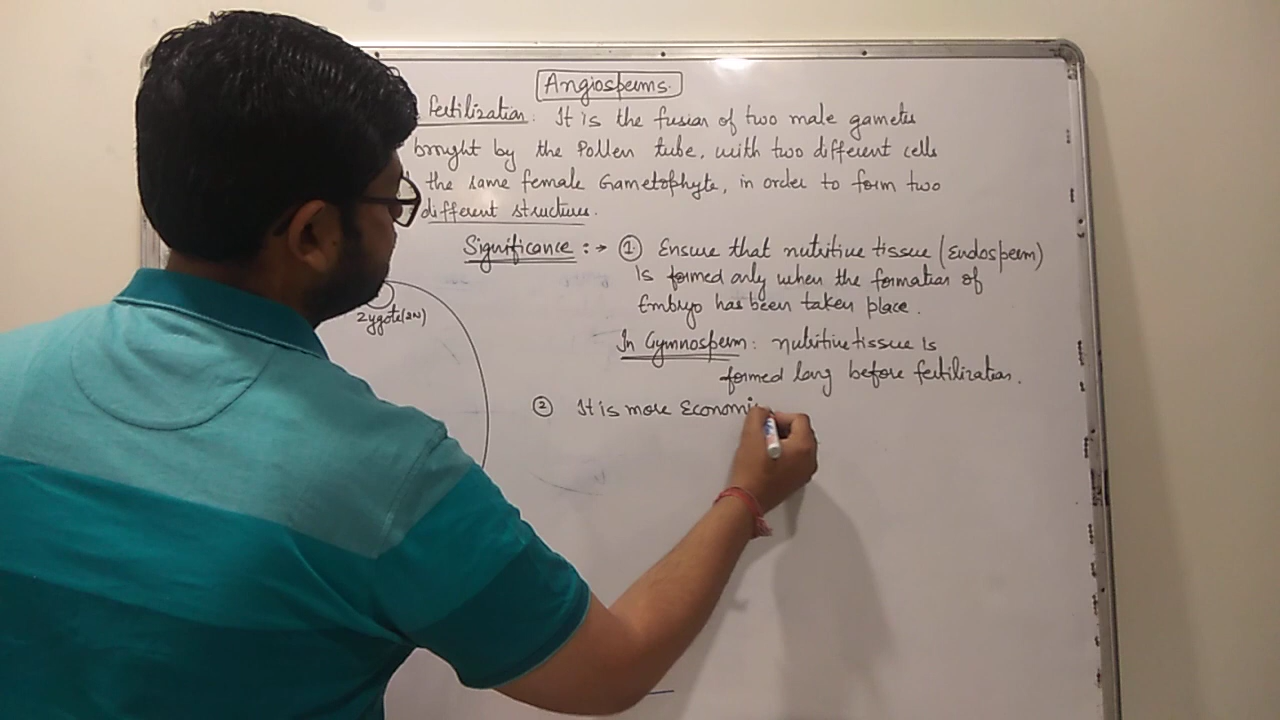 Angiosperms.
Fertilization: It is the fusion of two male gametes
brought by the Pollen tube, with two different cells
the same female Gametophyte, in order to form two
different structures.
Significance :→ ① Ensure that nutritive tissue (Endosperm)
is formed only when the formation of
Embryo has been taken place.
Zygote(2N)
In Gymnosperm: nutritive tissue is
formed long before fertilization.
② It is more Economi